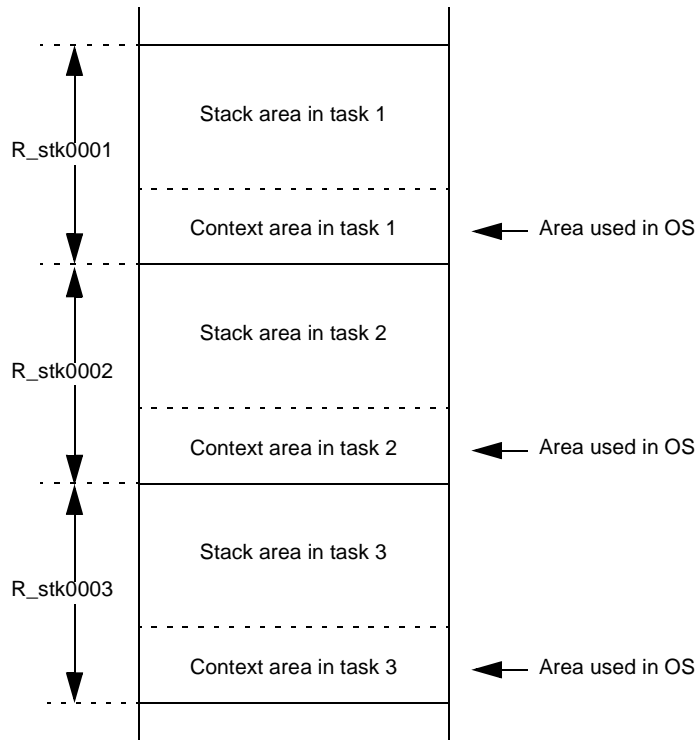 Stack area in task 1
R_stk0001
Context area in task 1
Area used in OS
Stack area in task 2
R_stk0002
Context area in task 2
Area used in OS
Stack area in task 3
R_stk0003
Context area in task 3
Area used in OS